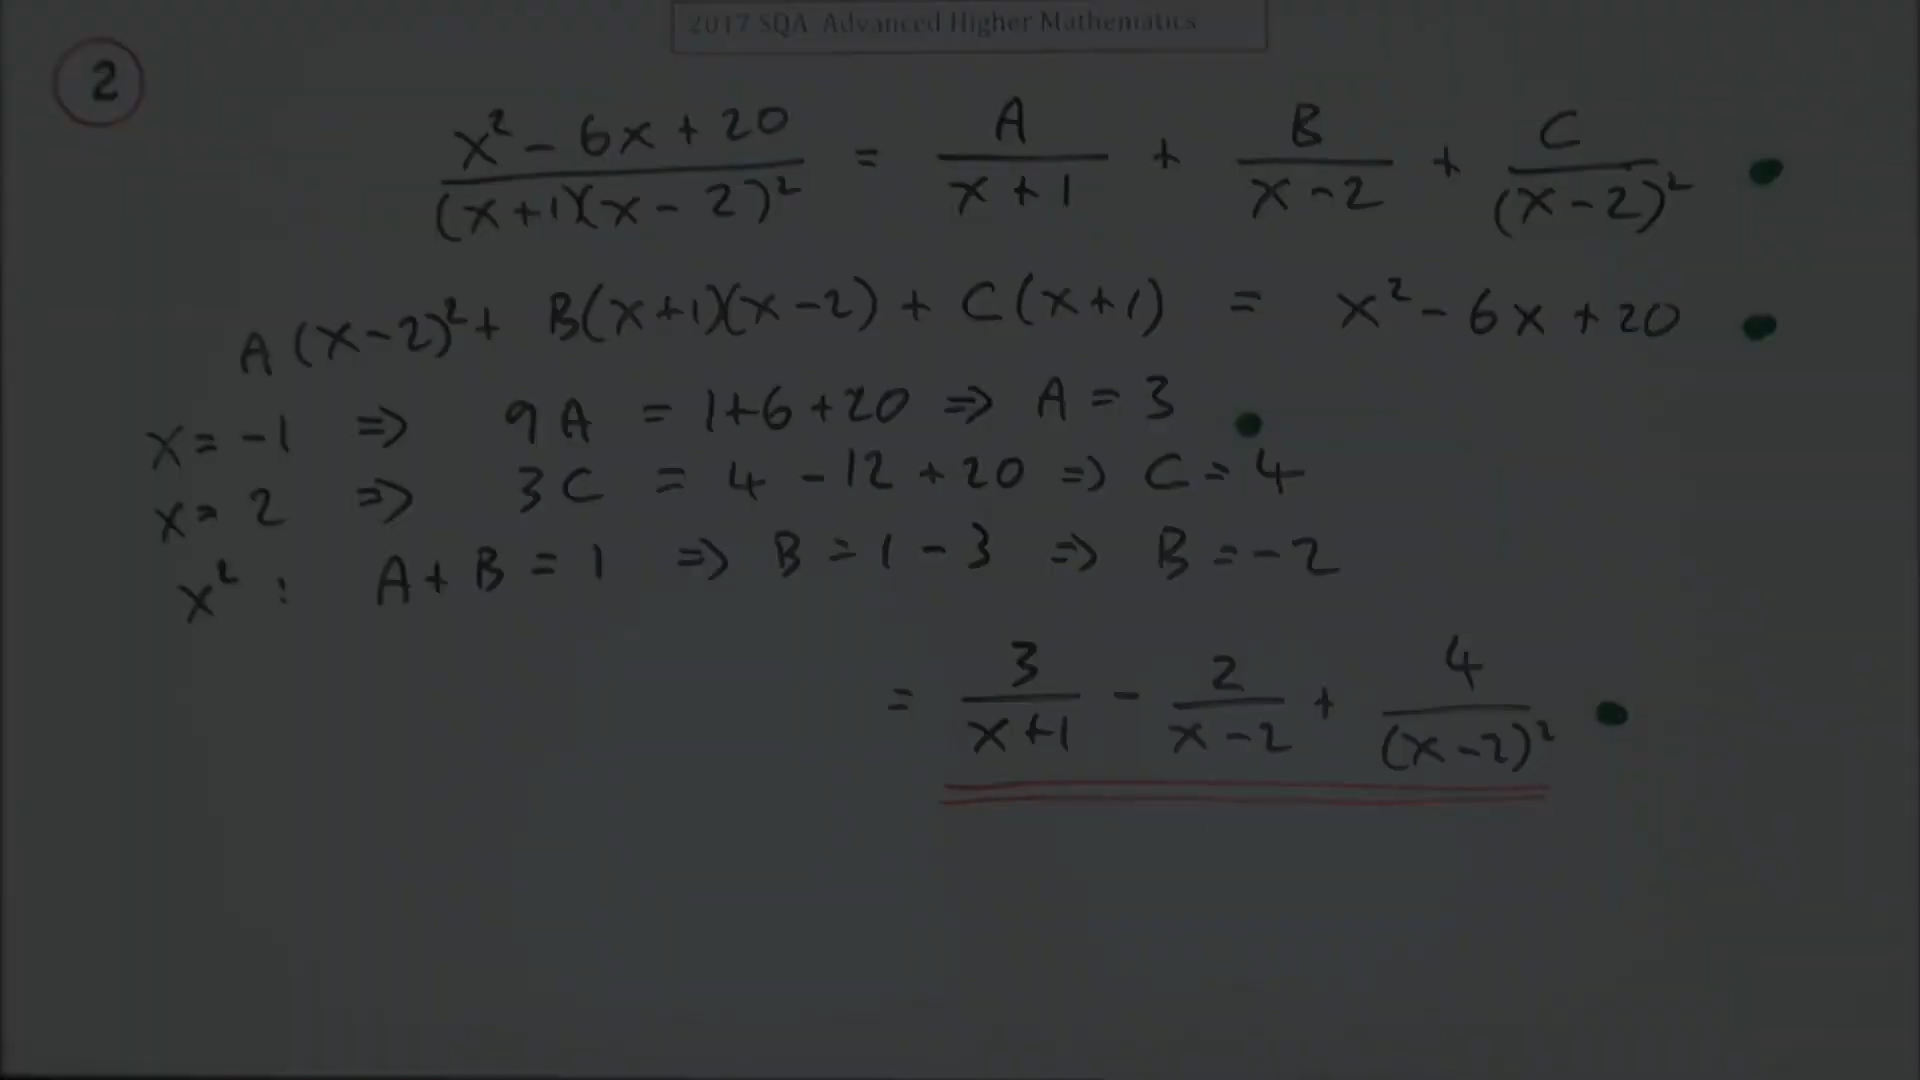 2017 SQA Advanced Higher Mathematics
2
x² - 6x + 20 / (x+1)(x-2)² = A / x+1 + B / x-2 + C / (x-2)²
A(x-2)² + B(x+1)(x-2) + C(x+1) = x² - 6x + 20
x = -1 ⇒ 9A = 1+6+20 ⇒ A = 3
x = 2 ⇒ 3C = 4 - 12 + 20 ⇒ C = 4
x² : A + B = 1 ⇒ B = 1 - 3 ⇒ B = -2
= 3 / x+1 - 2 / x-2 + 4 / (x-2)²